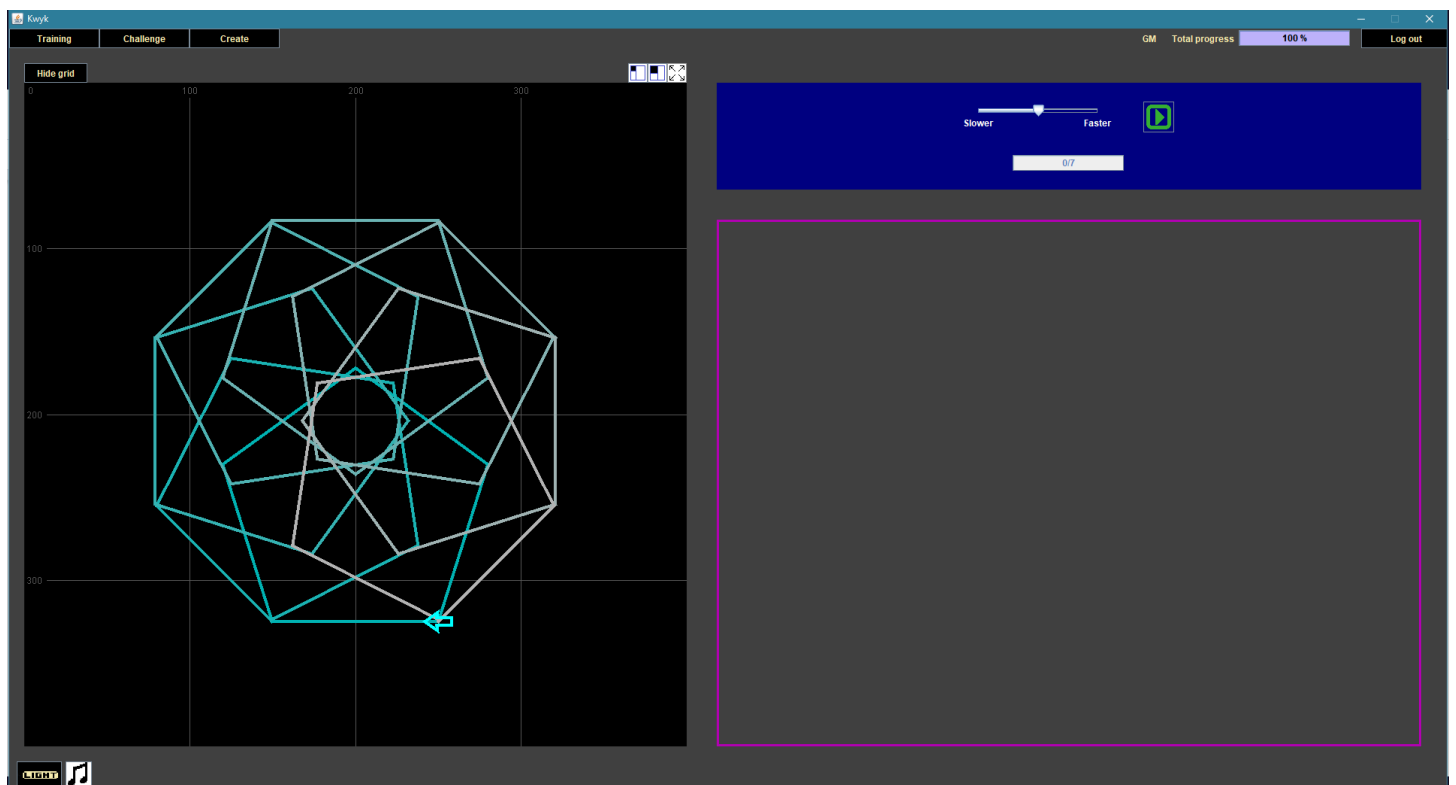 Kwyk
Training Challenge Create GM Total progress 100 % Log out
Hide grid
0 100 200 300
Slower Faster
0/7
100
200
300
LIGHT